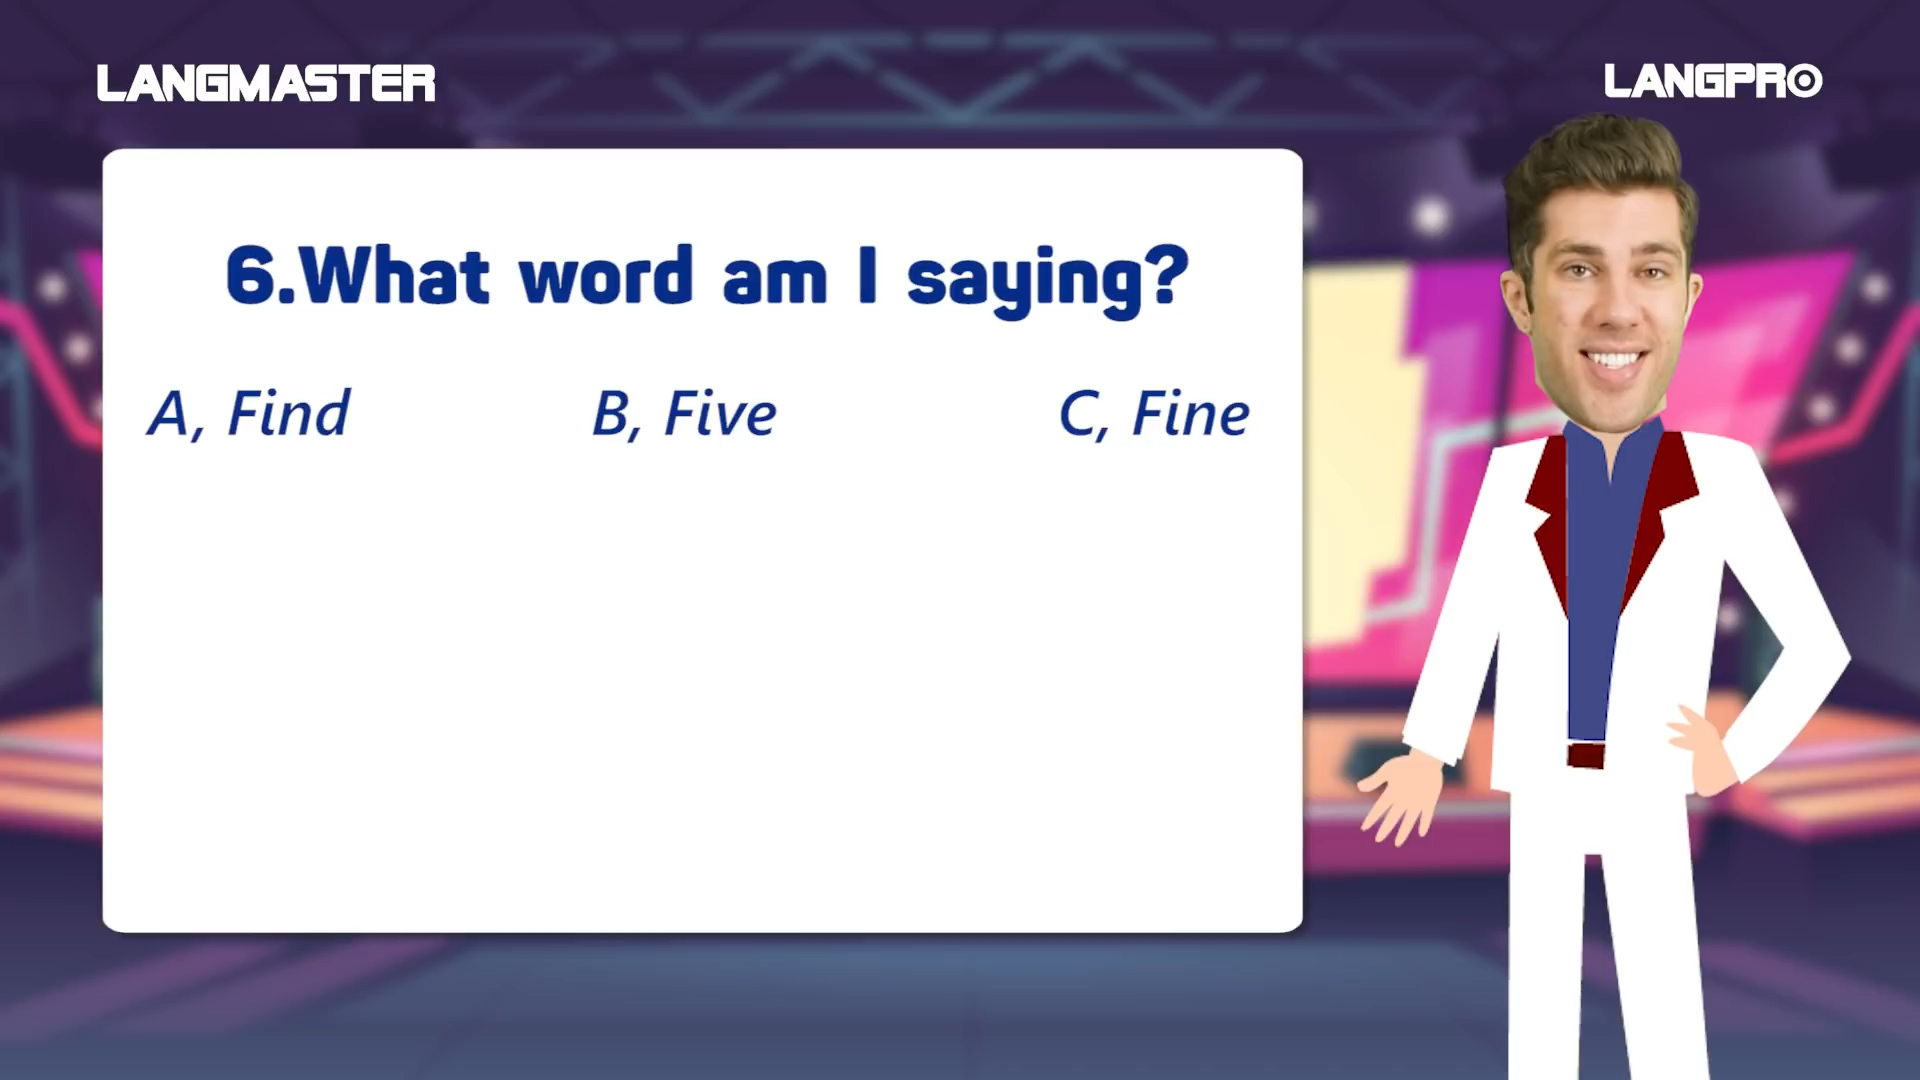 LANGMASTER
LANGPRO
6.What word am I saying?
A, Find B, Five C, Fine